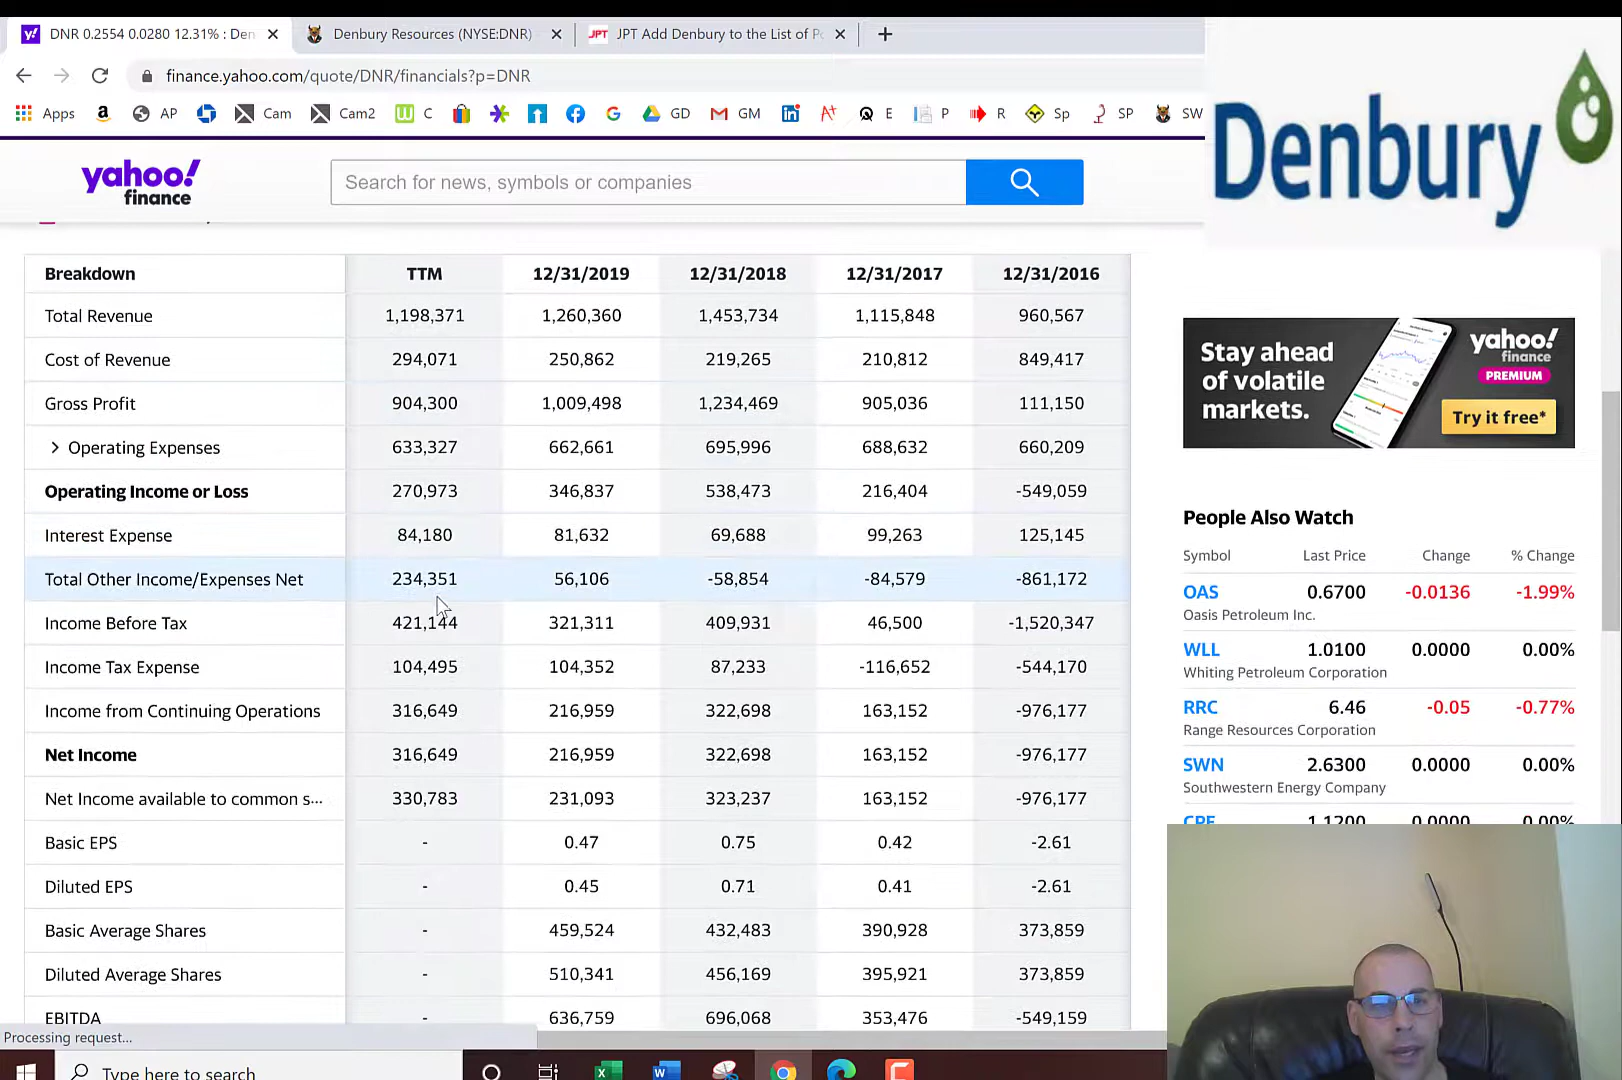 DNR 0.2554 0.0280 12.31% : Den
Denbury Resources (NYSE:DNR)
JPT JPT Add Denbury to the List of Po
finance.yahoo.com/quote/DNR/financials?p=DNR
Apps AP Cam Cam2 C GD GM E P R Sp SP SW
Denbury
yahoo!
finance
Search for news, symbols or companies
Breakdown TTM 12/31/2019 12/31/2018 12/31/2017 12/31/2016
Total Revenue 1,198,371 1,260,360 1,453,734 1,115,848 960,567
Cost of Revenue 294,071 250,862 219,265 210,812 849,417
Gross Profit 904,300 1,009,498 1,234,469 905,036 111,150
> Operating Expenses 633,327 662,661 695,996 688,632 660,209
Operating Income or Loss 270,973 346,837 538,473 216,404 -549,059
Interest Expense 84,180 81,632 69,688 99,263 125,145
Total Other Income/Expenses Net 234,351 56,106 -58,854 -84,579 -861,172
Income Before Tax 421,144 321,311 409,931 46,500 -1,520,347
Income Tax Expense 104,495 104,352 87,233 -116,652 -544,170
Income from Continuing Operations 316,649 216,959 322,698 163,152 -976,177
Net Income 316,649 216,959 322,698 163,152 -976,177
Net Income available to common s... 330,783 231,093 323,237 163,152 -976,177
Basic EPS - 0.47 0.75 0.42 -2.61
Diluted EPS - 0.45 0.71 0.41 -2.61
Basic Average Shares - 459,524 432,483 390,928 373,859
Diluted Average Shares - 510,341 456,169 395,921 373,859
EBITDA - 636,759 696,068 353,476 -549,159
Stay ahead
of volatile
markets.
yahoo!
finance
PREMIUM
Try it free*
People Also Watch
Symbol Last Price Change % Change
OAS 0.6700 -0.0136 -1.99%
Oasis Petroleum Inc.
WLL 1.0100 0.0000 0.00%
Whiting Petroleum Corporation
RRC 6.46 -0.05 -0.77%
Range Resources Corporation
SWN 2.6300 0.0000 0.00%
Southwestern Energy Company
CPE 1.1200 0.0000 0.00%
Processing request...
Type here to search